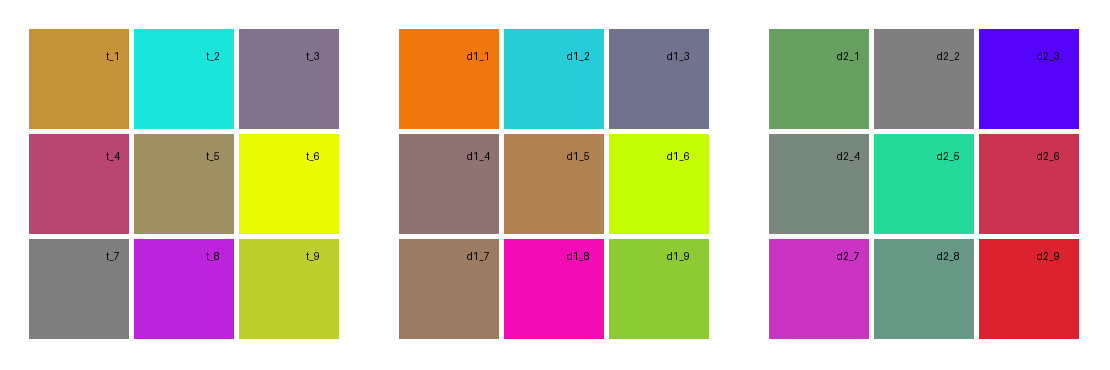 t_1 t_2 t_3 d1_1 d1_2 d1_3 d2_1 d2_2 d2_3
t_4 t_5 t_6 d1_4 d1_5 d1_6 d2_4 d2_5 d2_6
t_7 t_8 t_9 d1_7 d1_8 d1_9 d2_7 d2_8 d2_9